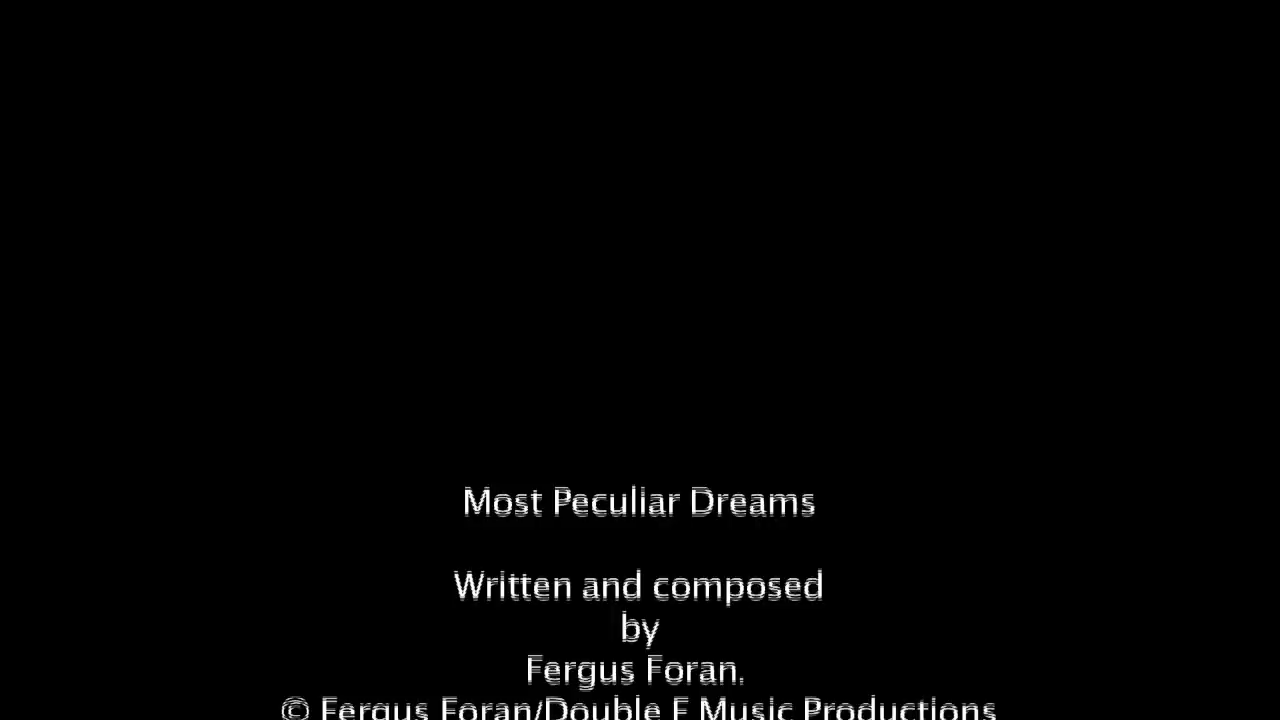 Most Peculiar Dreams
Written and composed
by
Fergus Foran.
© Fergus Foran/Double F Music Productions